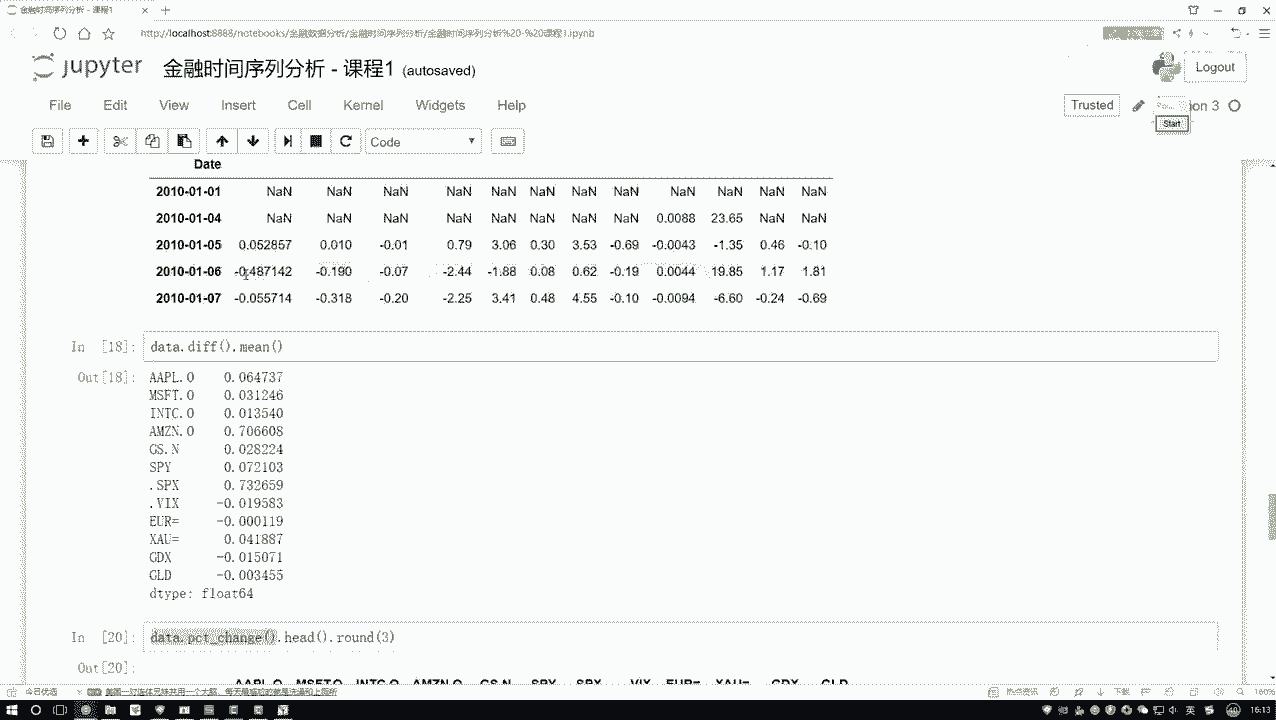 金融时间序列分析 - 课程1
http://localhost:8888/notebooks/金融数据分析/金融时间序列分析/金融时间序列分析%20-%20课程1.ipynb
jupyter 金融时间序列分析 - 课程1 (autosaved)
Logout
File Edit View Insert Cell Kernel Widgets Help
Trusted
3
Start
Code
Date
2010-01-01 NaN NaN NaN NaN NaN NaN NaN NaN NaN NaN NaN NaN
2010-01-04 NaN NaN NaN NaN NaN NaN NaN NaN 0.0088 23.65 NaN NaN
2010-01-05 0.052857 0.010 -0.01 0.79 3.06 0.30 3.53 -0.69 -0.0043 -1.35 0.46 -0.10
2010-01-06 -0.487142 -0.190 -0.07 -2.44 -1.88 0.08 0.62 -0.19 0.0044 19.85 1.17 1.81
2010-01-07 -0.055714 -0.318 -0.20 -2.25 3.41 0.48 4.55 -0.10 -0.0094 -6.60 -0.24 -0.69
In [18]: data.diff().mean()
Out[18]: AAPL.O 0.064737
MSFT.O 0.031246
INTC.O 0.013540
AMZN.O 0.706608
GS.N 0.028224
SPY 0.072103
.SPX 0.732659
.VIX -0.019583
EUR= -0.000119
XAU= 0.041887
GDX -0.015071
GLD -0.003455
dtype: float64
In [20]: data.pct_change().head().round(3)
Out[20]:
AAPL.O MSFT.O INTC.O AMZN.O GS.N SPY .SPX .VIX EUR= XAU= GDX GLD
今日优选
热点资讯 下载 160%
英 16:13